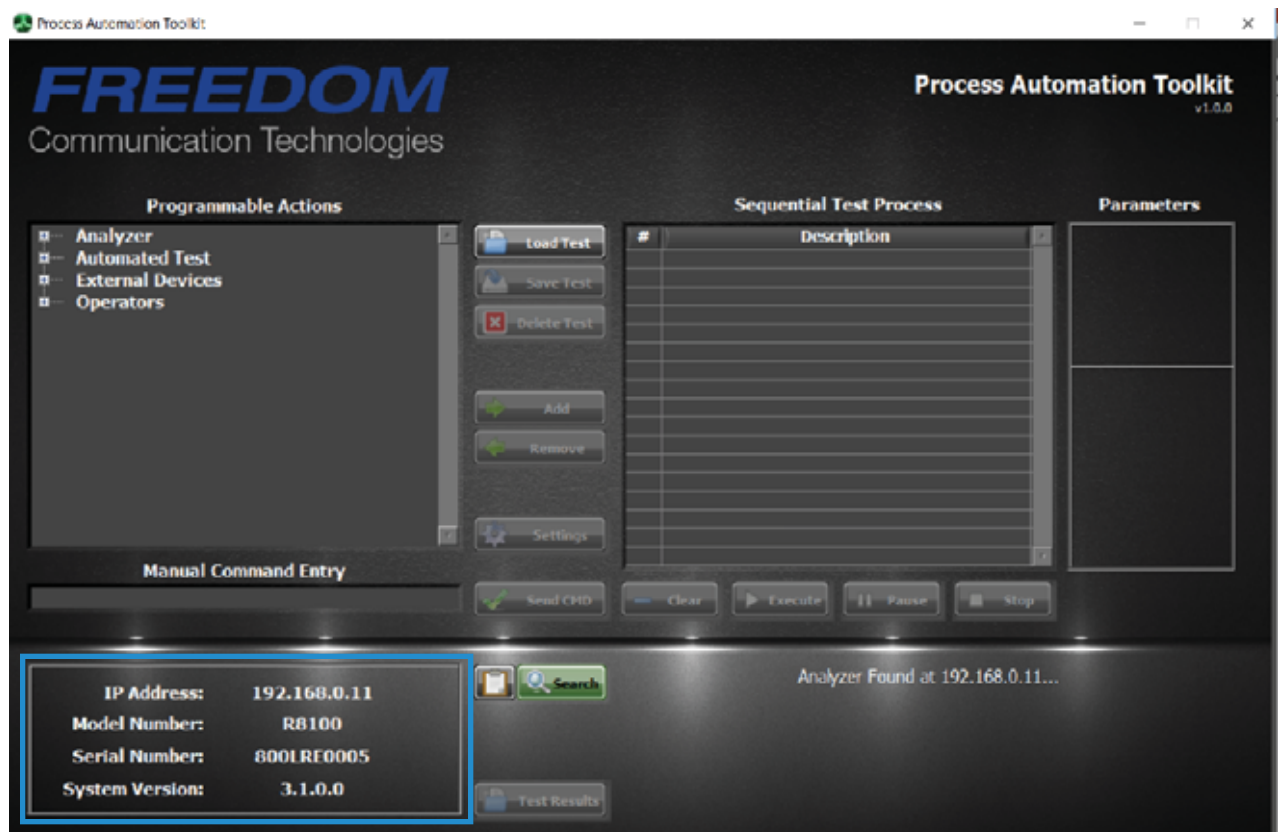 Process Automation Toolkit
FREEDOM
Communication Technologies
Process Automation Toolkit
v1.0.0
Programmable Actions
Analyzer
Automated Test
External Devices
Operators
Load Test
Save Test
Delete Test
Add
Remove
Settings
Sequential Test Process
# Description
Parameters
Manual Command Entry
Send CMD
Clear
Execute
Pause
Stop
IP Address: 192.168.0.11
Model Number: R8100
Serial Number: 800LRE0005
System Version: 3.1.0.0
Search
Test Results
Analyzer Found at 192.168.0.11...